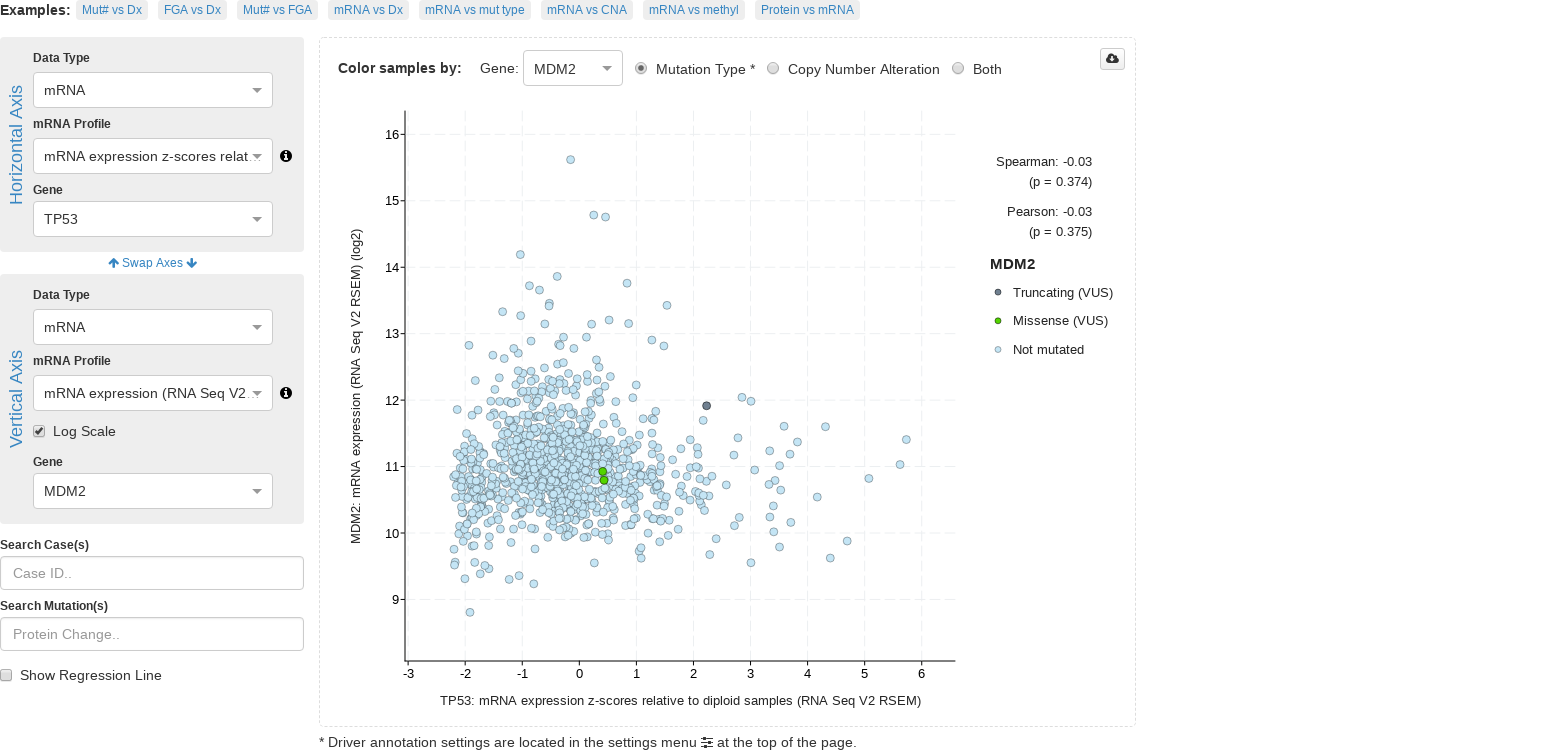 Examples: Mut# vs Dx FGA vs Dx Mut# vs FGA mRNA vs Dx mRNA vs mut type mRNA vs CNA mRNA vs methyl Protein vs mRNA
Horizontal Axis
Data Type
mRNA
mRNA Profile
mRNA expression z-scores relat...
Gene
TP53
Swap Axes
Vertical Axis
Data Type
mRNA
mRNA Profile
mRNA expression (RNA Seq V2...
Log Scale
Gene
MDM2
Search Case(s)
Case ID..
Search Mutation(s)
Protein Change..
Show Regression Line
Color samples by: Gene: MDM2 Mutation Type * Copy Number Alteration Both
MDM2: mRNA expression (RNA Seq V2 RSEM) (log2)
16
15
14
13
12
11
10
9
-3 -2 -1 0 1 2 3 4 5 6
TP53: mRNA expression z-scores relative to diploid samples (RNA Seq V2 RSEM)
Spearman: -0.03
(p = 0.374)
Pearson: -0.03
(p = 0.375)
MDM2
Truncating (VUS)
Missense (VUS)
Not mutated
* Driver annotation settings are located in the settings menu at the top of the page.